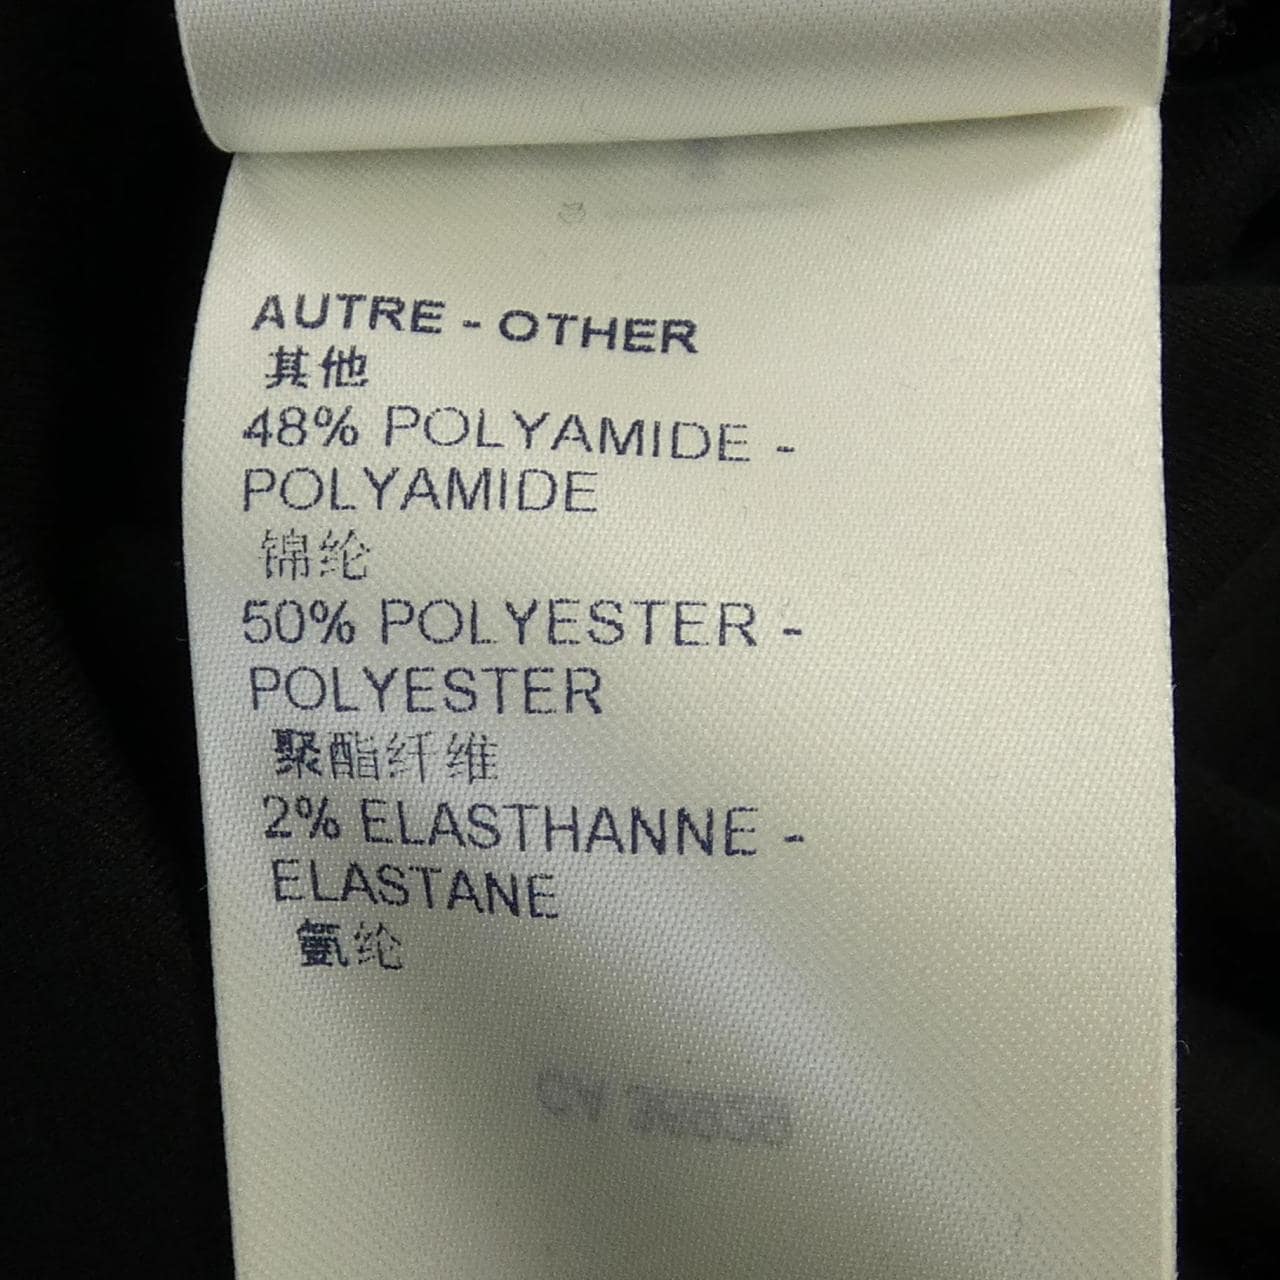 AUTRE - OTHER
其他
48% POLYAMIDE -
POLYAMIDE
锦纶
50% POLYESTER -
POLYESTER
聚酯纤维
2% ELASTHANNE -
ELASTANE
氨纶